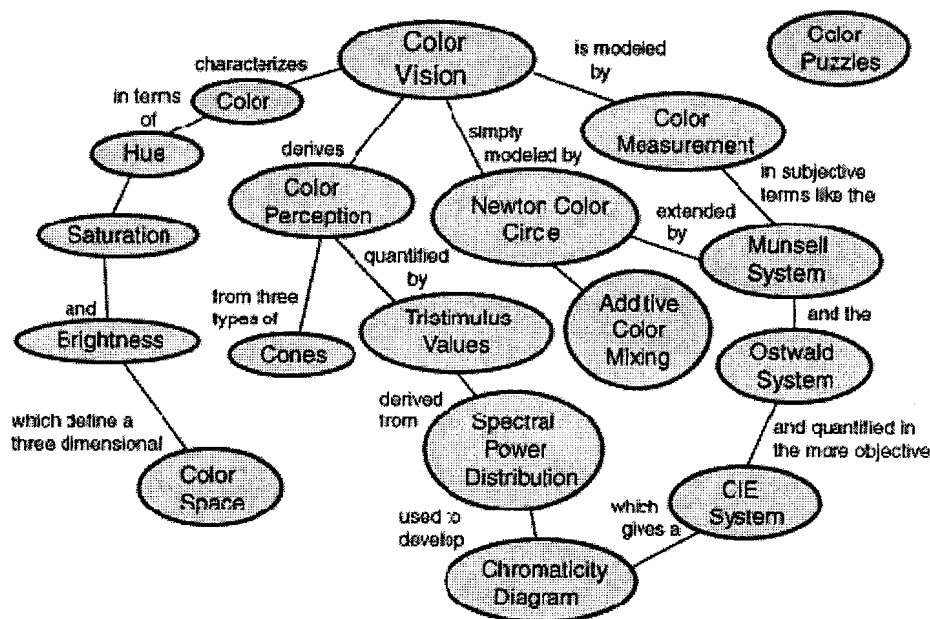 Color
Vision
is modeled
by
Color
Puzzles
characterizes
Color
in terms
of
Hue
Color
Measurement
derives
simply
modeled by
Color
Perception
Newton Color
Circle
extended
by
in subjective
terms like the
Saturation
Munsell
System
quantified
by
and
from three
types of
Additive
Color
Mixing
and the
Brightness
Cones
Tristimulus
Values
Ostwald
System
which define a
three dimensional
derived
from
Spectral
Power
Distribution
and quantified in
the more objective
Color
Space
CIE
System
used to
develop
which
gives a
Chromaticity
Diagram